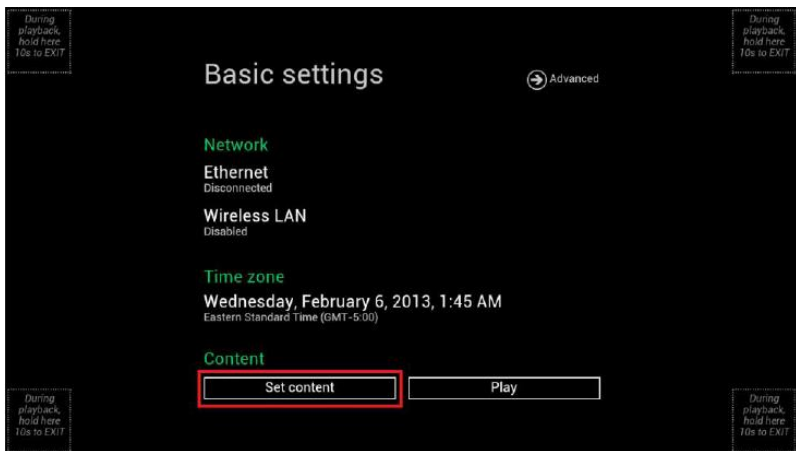 During
playback,
hold here
10s to EXIT
During
playback,
hold here
10s to EXIT
Basic settings
Advanced
Network
Ethernet
Disconnected
Wireless LAN
Disabled
Time zone
Wednesday, February 6, 2013, 1:45 AM
Eastern Standard Time (GMT-5:00)
Content
Set content
Play
During
playback,
hold here
10s to EXIT
During
playback,
hold here
10s to EXIT